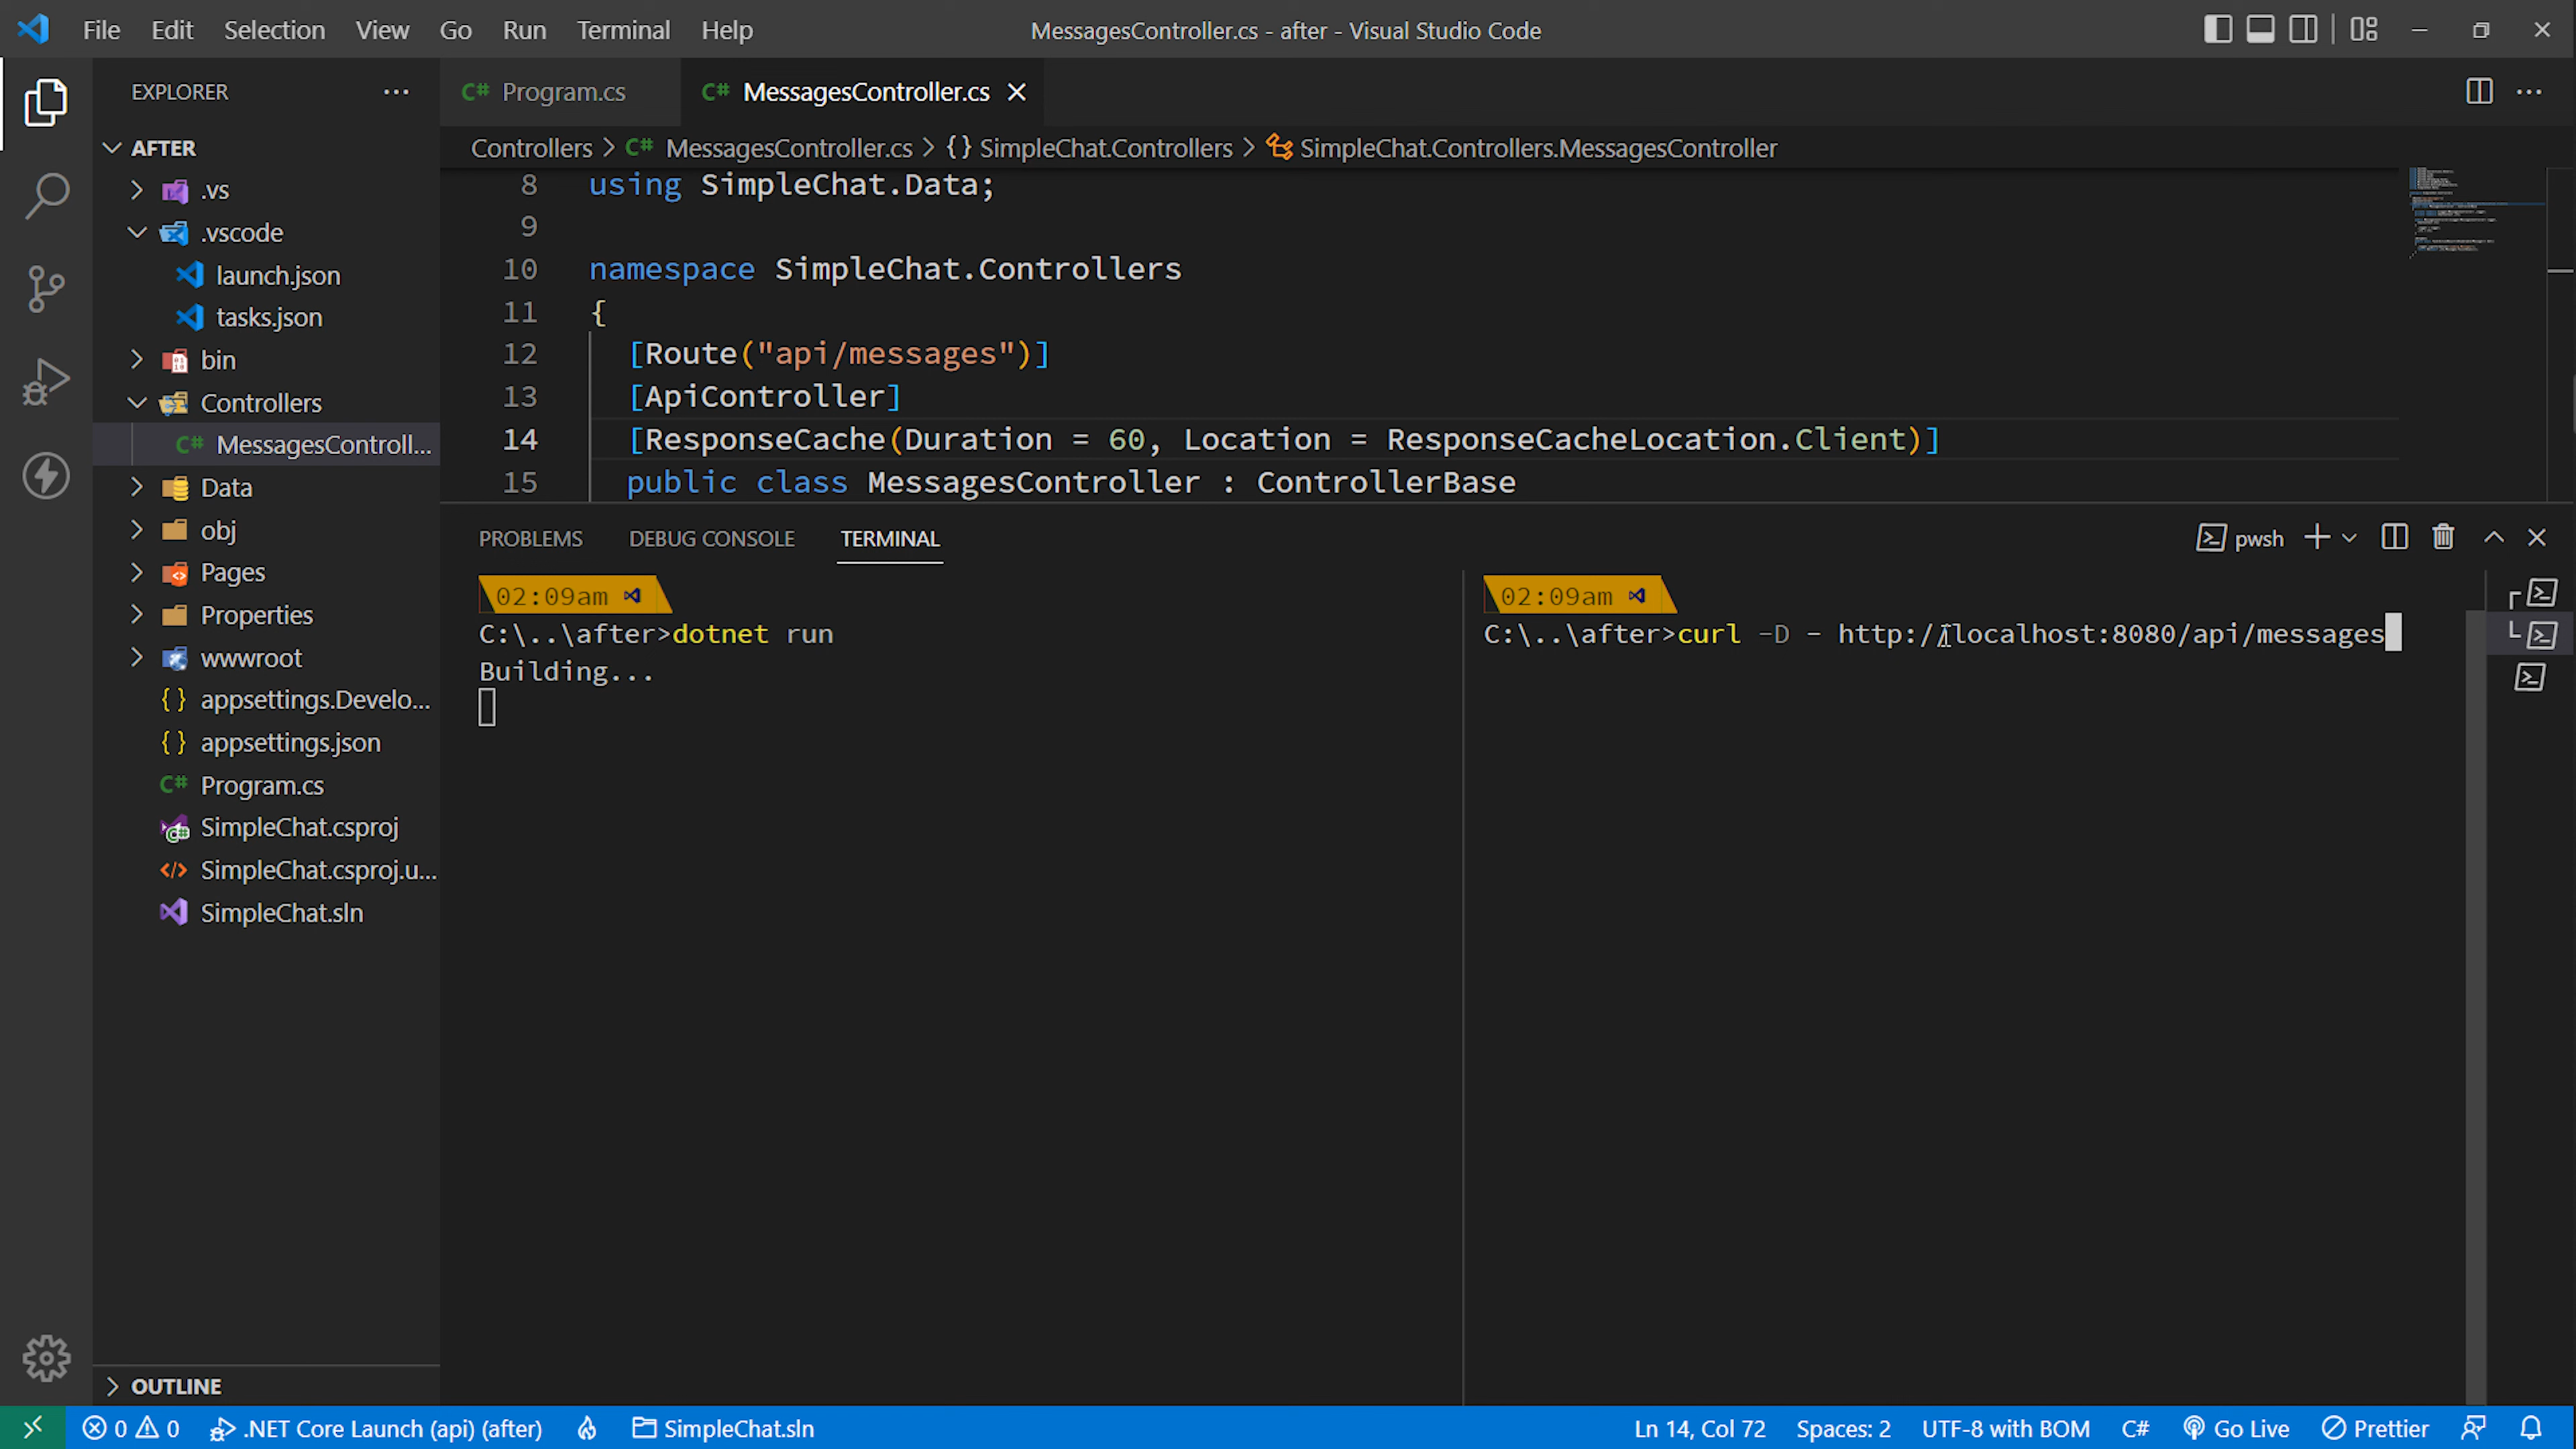 File Edit Selection View Go Run Terminal Help
MessagesController.cs - after - Visual Studio Code
EXPLORER
AFTER
.vs
.vscode
launch.json
tasks.json
bin
Controllers
C# MessagesControll...
Data
obj
Pages
Properties
wwwroot
{ } appsettings.Develo...
{ } appsettings.json
C# Program.cs
SimpleChat.csproj
SimpleChat.csproj.u...
SimpleChat.sln
OUTLINE
C# Program.cs
C# MessagesController.cs
Controllers > C# MessagesController.cs > {} SimpleChat.Controllers > SimpleChat.Controllers.MessagesController
8 using SimpleChat.Data;
9
10 namespace SimpleChat.Controllers
11 {
12 [Route("api/messages")]
13 [ApiController]
14 [ResponseCache(Duration = 60, Location = ResponseCacheLocation.Client)]
15 public class MessagesController : ControllerBase
PROBLEMS DEBUG CONSOLE TERMINAL
pwsh
02:09am
C:\..\after>dotnet run
Building...
02:09am
C:\..\after>curl -D - http://localhost:8080/api/messages
0 0 .NET Core Launch (api) (after) SimpleChat.sln
Ln 14, Col 72 Spaces: 2 UTF-8 with BOM C# Go Live Prettier